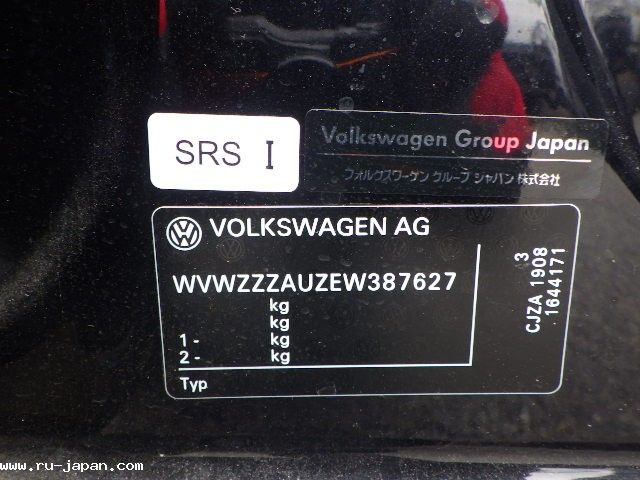 SRS I
Volkswagen Group Japan
フォルクスワーゲン グループ ジャパン 株式会社
VOLKSWAGEN AG
WVWZZZAUZEW387627
kg
kg
1 - kg
2 - kg
Typ
3
CJZA 1908
1644171
www.ru-japan.com